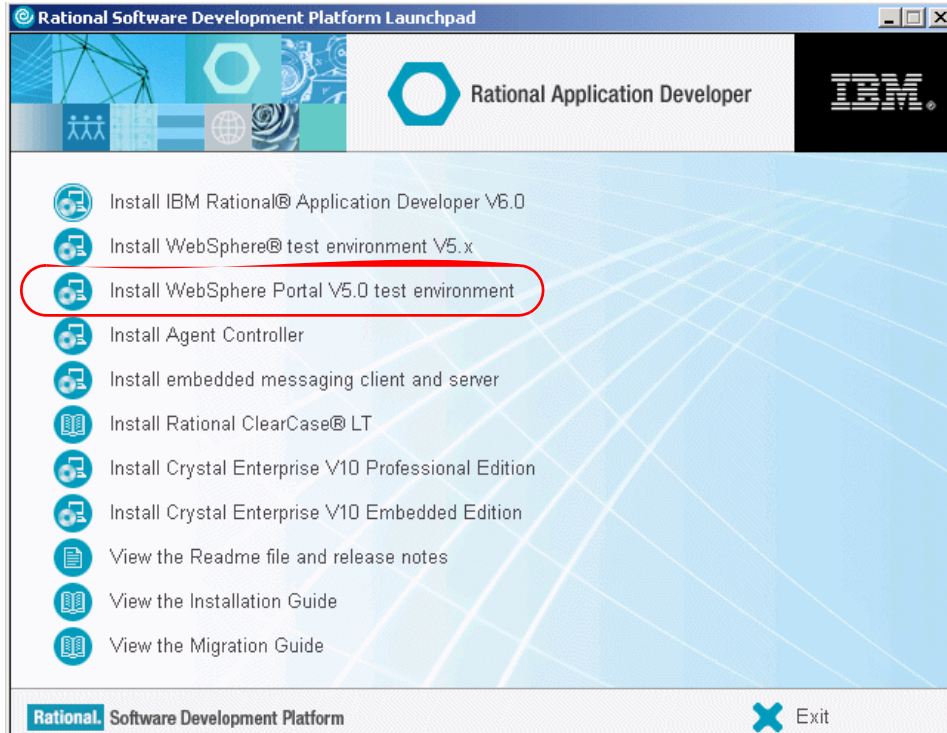 Rational Software Development Platform Launchpad
Rational Application Developer
IBM®
Install IBM Rational® Application Developer V6.0
Install WebSphere® test environment V5.x
Install WebSphere Portal V5.0 test environment
Install Agent Controller
Install embedded messaging client and server
Install Rational ClearCase® LT
Install Crystal Enterprise V10 Professional Edition
Install Crystal Enterprise V10 Embedded Edition
View the Readme file and release notes
View the Installation Guide
View the Migration Guide
Rational. Software Development Platform
Exit